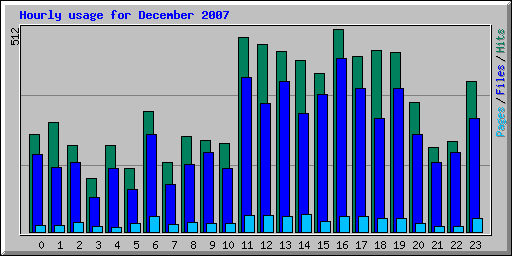 Hourly usage for December 2007
512
Pages / Files / Hits
0 1 2 3 4 5 6 7 8 9 10 11 12 13 14 15 16 17 18 19 20 21 22 23